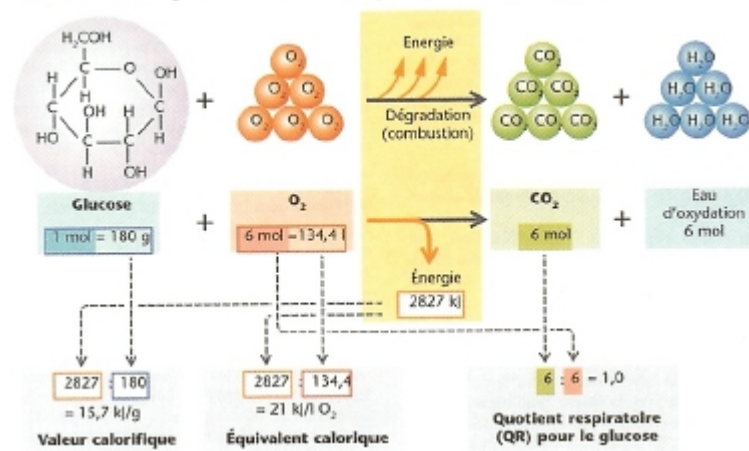 H₂COH
C
O
OH
H
H
H
C
C
OH
H
HO
C
C
H
H
OH
+
O₂
O₂ O₂
O₂ O₂ O₂
Energie
Dégradation
(combustion)
CO₂
CO₂ CO₂
CO₂ CO₂ CO₂
+
H₂O
H₂O H₂O
H₂O H₂O H₂O
Glucose
1 mol = 180 g
+
O₂
6 mol =134,4 l
Énergie
2827 kJ
CO₂
6 mol
+
Eau
d'oxydation
6 mol
2827 : 180
= 15,7 kJ/g
Valeur calorifique
2827 : 134,4
= 21 kJ/l O₂
Équivalent calorique
6 : 6 = 1,0
Quotient respiratoire
(QR) pour le glucose